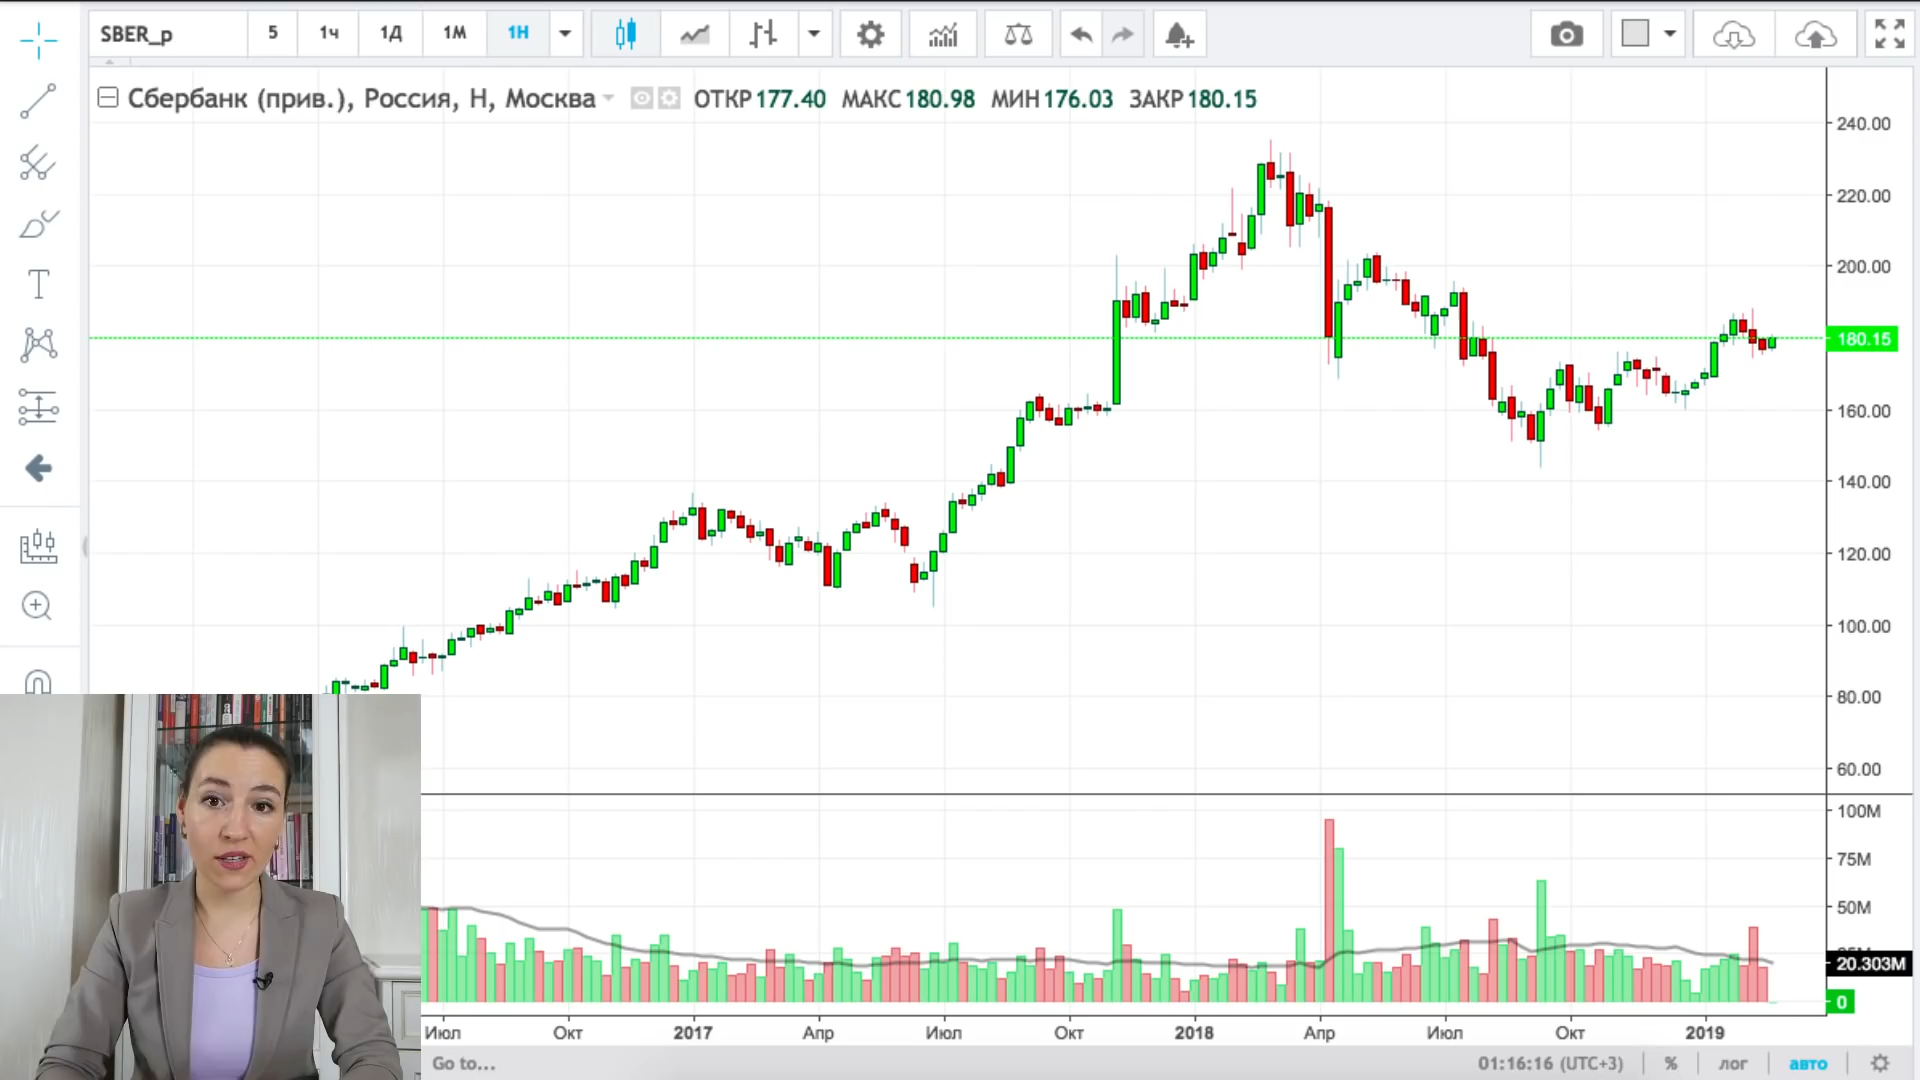 SBER_p 5 1ч 1Д 1М 1Н
Сбербанк (прив.), Россия, Н, Москва ОТКР 177.40 МАКС 180.98 МИН 176.03 ЗАКР 180.15
240.00
220.00
200.00
180.15
160.00
140.00
120.00
100.00
80.00
60.00
100M
75M
50M
20.303M
0
Июл Окт 2017 Апр Июл Окт 2018 Апр Июл Окт 2019
Go to... 01:16:16 (UTC+3) % лог авто